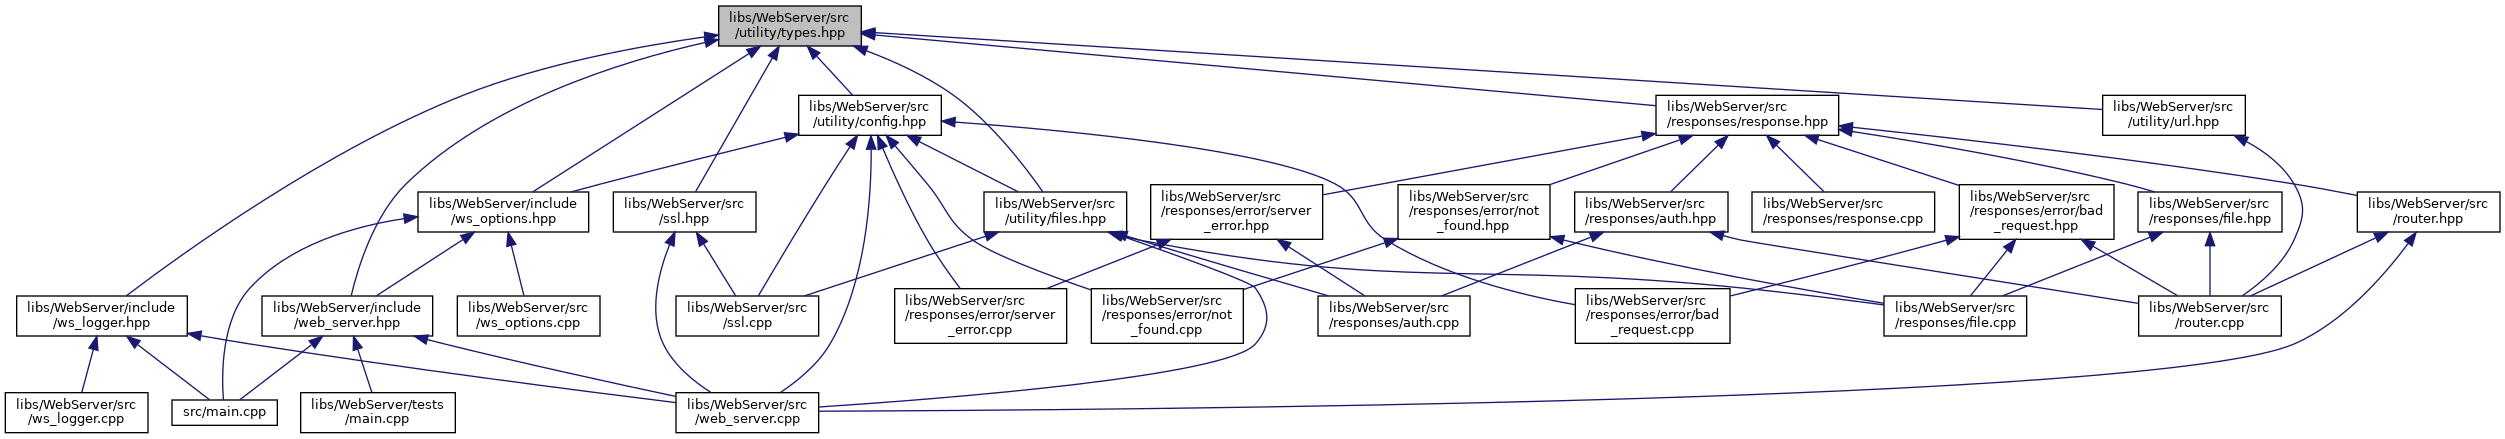 libs/WebServer/src
/utility/types.hpp
libs/WebServer/src
/utility/config.hpp
libs/WebServer/src
/responses/response.hpp
libs/WebServer/src
/utility/url.hpp
libs/WebServer/include
/ws_options.hpp
libs/WebServer/src
/ssl.hpp
libs/WebServer/src
/utility/files.hpp
libs/WebServer/src
/responses/error/server
_error.hpp
libs/WebServer/src
/responses/error/not
_found.hpp
libs/WebServer/src
/responses/auth.hpp
libs/WebServer/src
/responses/response.cpp
libs/WebServer/src
/responses/error/bad
_request.hpp
libs/WebServer/src
/responses/file.hpp
libs/WebServer/src
/router.hpp
libs/WebServer/include
/ws_logger.hpp
libs/WebServer/include
/web_server.hpp
libs/WebServer/src
/ws_options.cpp
libs/WebServer/src
/ssl.cpp
libs/WebServer/src
/responses/error/server
_error.cpp
libs/WebServer/src
/responses/error/not
_found.cpp
libs/WebServer/src
/responses/auth.cpp
libs/WebServer/src
/responses/error/bad
_request.cpp
libs/WebServer/src
/responses/file.cpp
libs/WebServer/src
/router.cpp
libs/WebServer/src
/ws_logger.cpp
src/main.cpp
libs/WebServer/tests
/main.cpp
libs/WebServer/src
/web_server.cpp